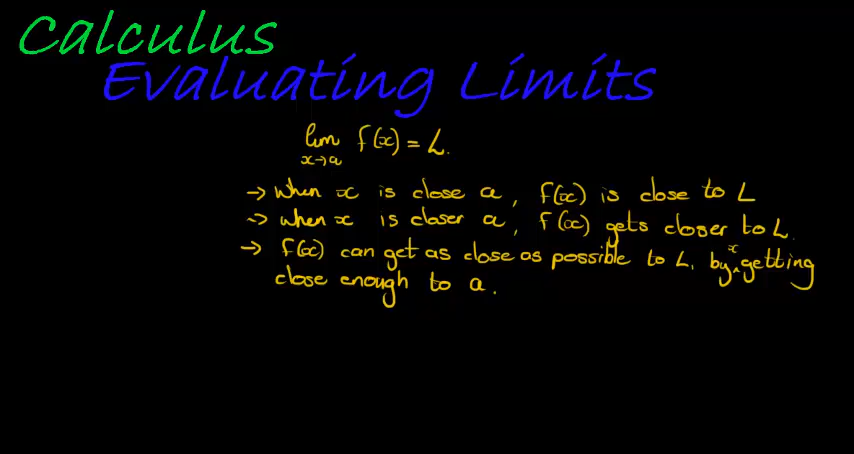 Calculus
Evaluating Limits
lim f(x) = L.
x→a
→ when x is close a, f(x) is close to L
→ when x is closer a, f(x) gets closer to L.
→ f(x) can get as close as possible to L, by x getting
close enough to a.